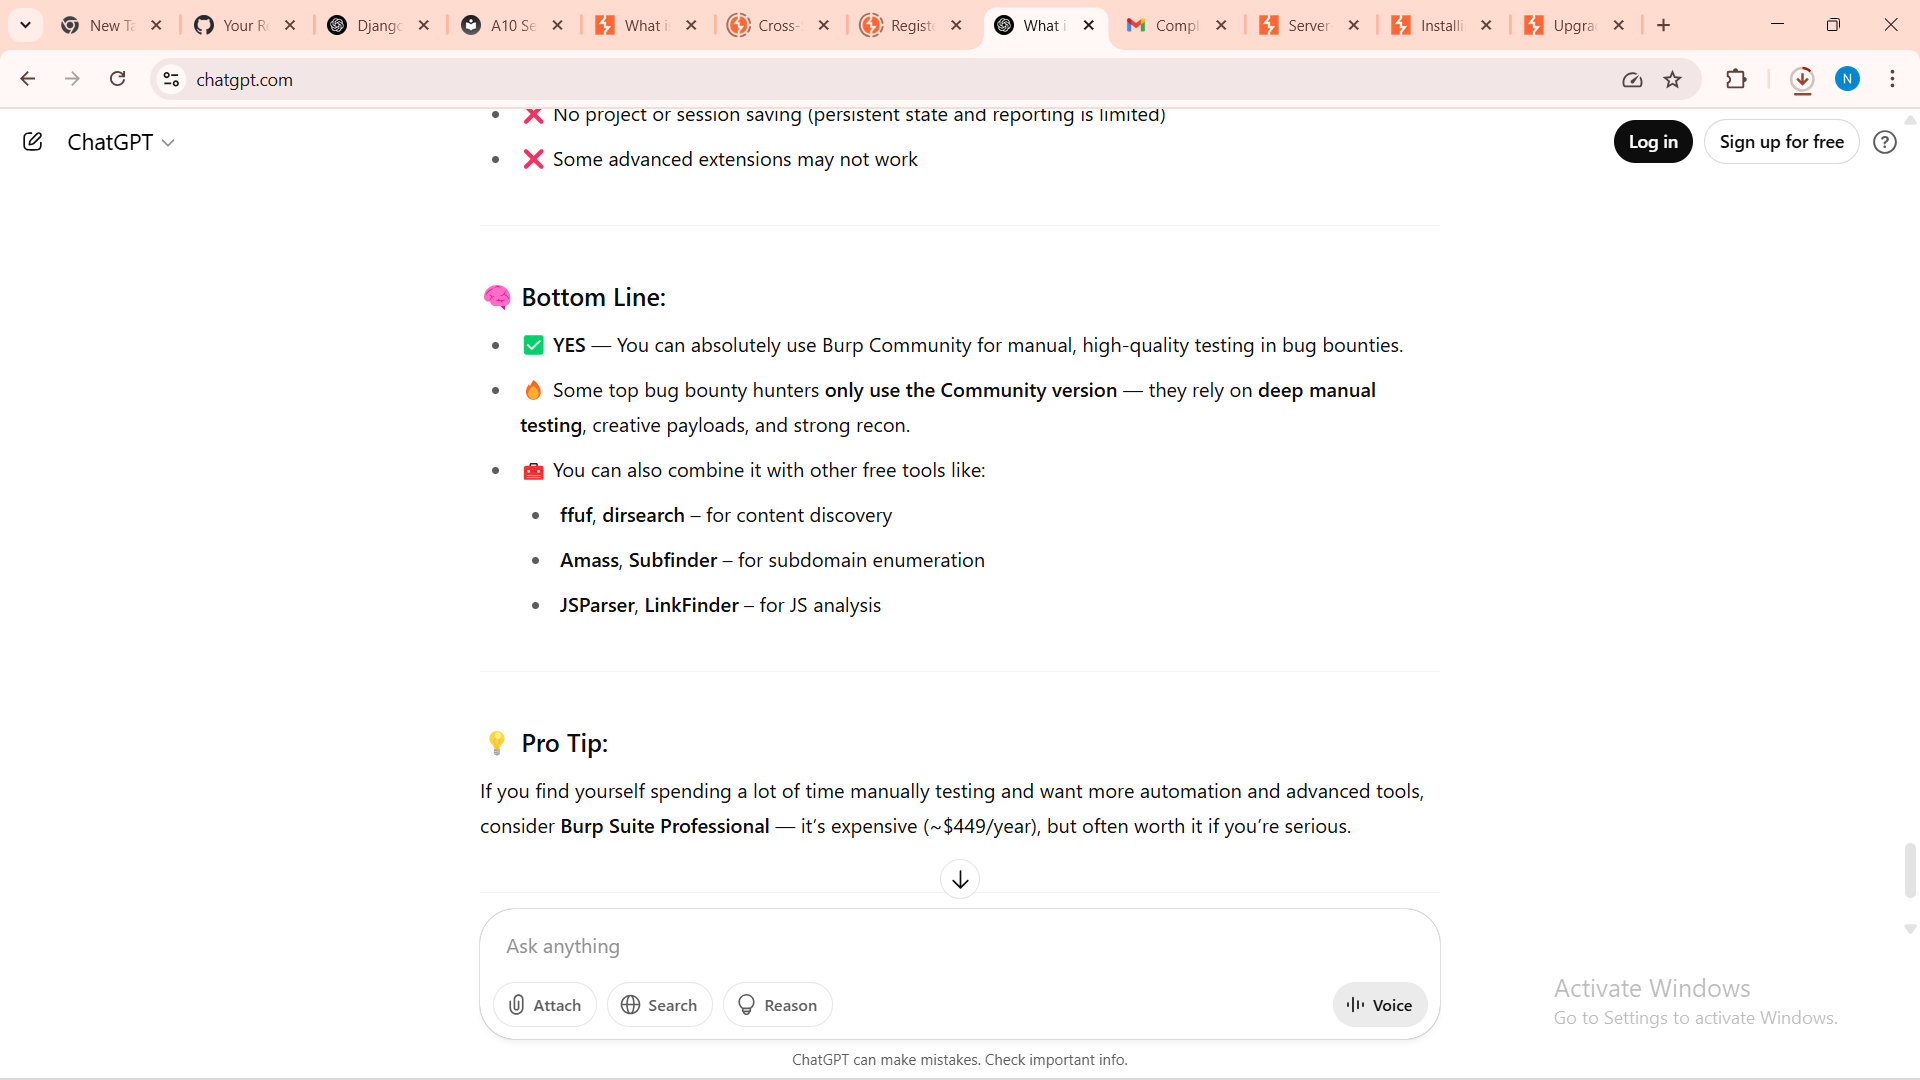 New Ta
Your Re
Django
A10 Se
What is
Cross-
Registe
What i
Compl
Server
Installi
Upgra
N
chatgpt.com
❌ No project or session saving (persistent state and reporting is limited)
ChatGPT
Log in
Sign up for free
❌ Some advanced extensions may not work
🧠 Bottom Line:
✅ YES — You can absolutely use Burp Community for manual, high-quality testing in bug bounties.
🔥 Some top bug bounty hunters only use the Community version — they rely on deep manual
testing, creative payloads, and strong recon.
🧰 You can also combine it with other free tools like:
ffuf, dirsearch – for content discovery
Amass, Subfinder – for subdomain enumeration
JSParser, LinkFinder – for JS analysis
💡 Pro Tip:
If you find yourself spending a lot of time manually testing and want more automation and advanced tools,
consider Burp Suite Professional — it’s expensive (~$449/year), but often worth it if you’re serious.
Ask anything
Attach
Search
Reason
Voice
Activate Windows
Go to Settings to activate Windows.
ChatGPT can make mistakes. Check important info.